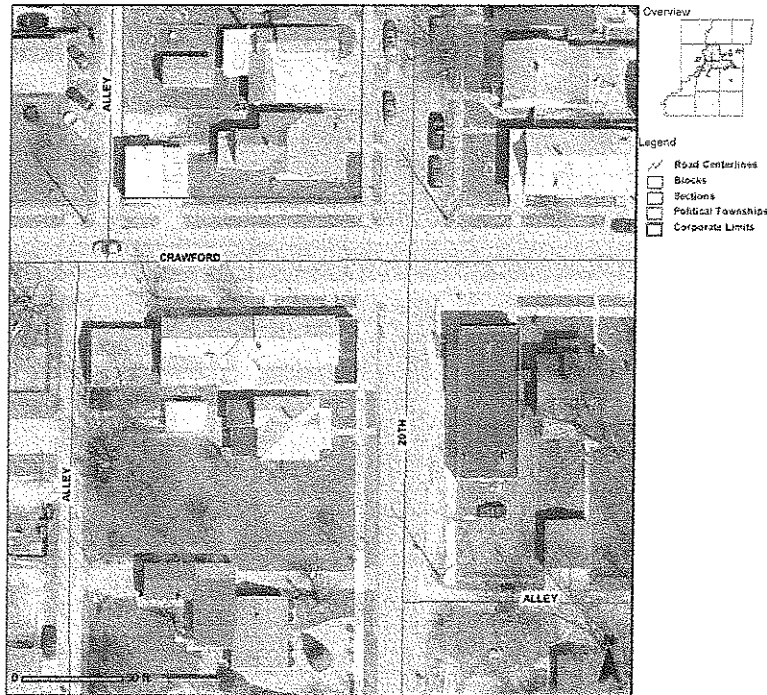 Overview
ALLEY
Legend
Road Centerlines
Blocks
Sections
Political Townships
Corporate Limits
CRAWFORD
20TH
ALLEY
ALLEY
0